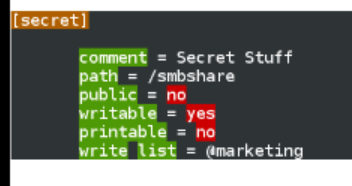 [secret]
comment = Secret Stuff
path = /smbshare
public = no
writable = yes
printable = no
write list = @marketing